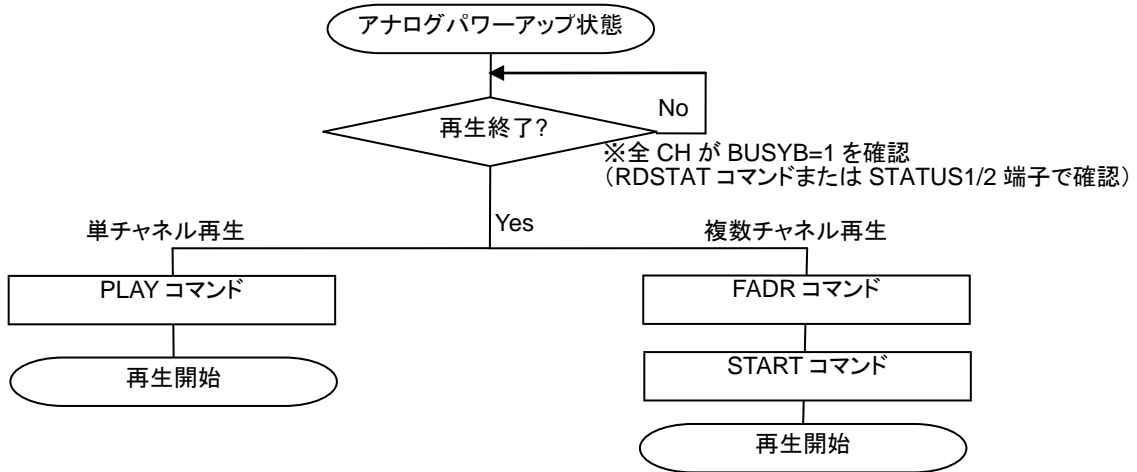 アナログパワーアップ状態
No
再生終了?
※全 CH が BUSYB=1 を確認
(RDSTAT コマンドまたは STATUS1/2 端子で確認)
Yes
単チャネル再生
複数チャネル再生
PLAY コマンド
FADR コマンド
再生開始
START コマンド
再生開始